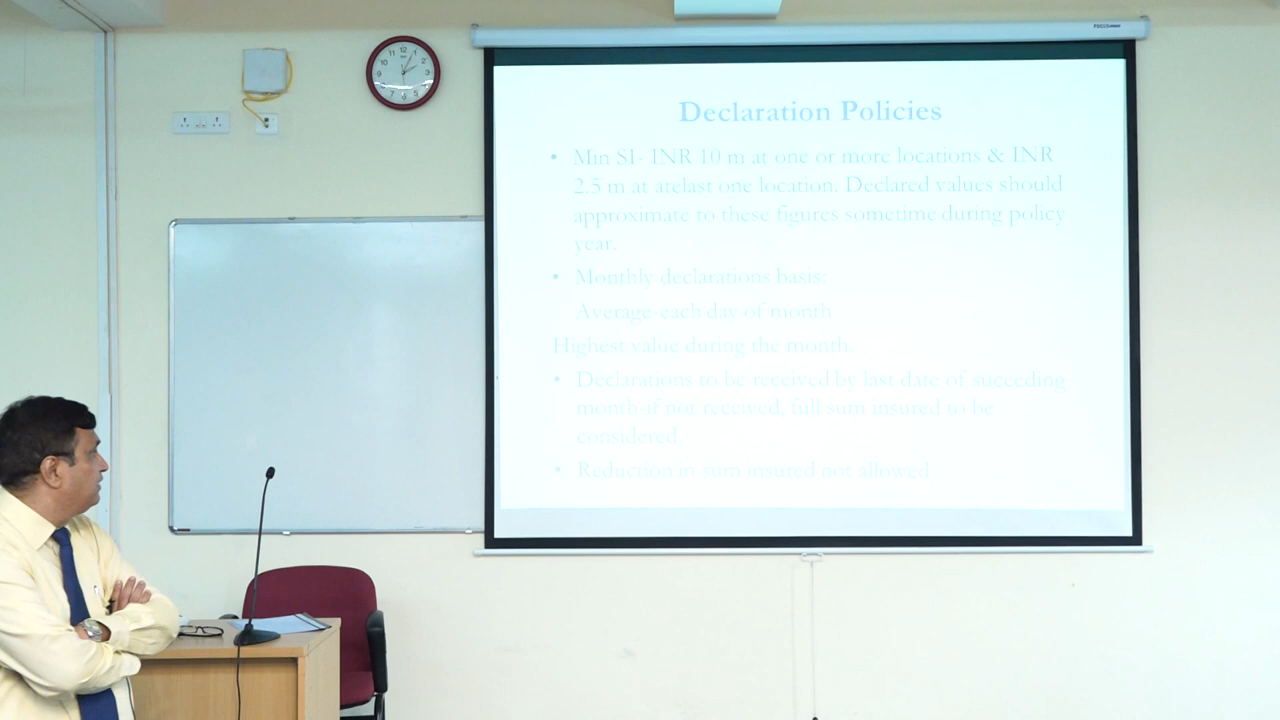 Declaration Policies
• Min SI- INR 10 m at one or more locations & INR
2.5 m at atelast one location. Declared values should
approximate to these figures sometime during policy
year.
• Monthly declarations basis:
Average-each day of month
Highest value during the month.
• Declarations to be received by last date of succeeding
month-if not received, full sum insured to be
considered.
• Reduction in sum insured not allowed